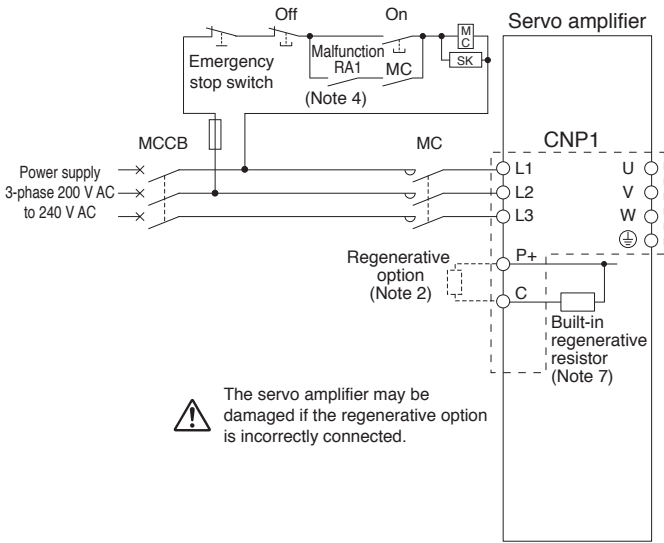 Off
On
Servo amplifier
Emergency
stop switch
Malfunction
RA1
MC
(Note 4)
M
C
SK
MCCB
MC
CNP1
Power supply
3-phase 200 V AC
to 240 V AC
L1
L2
L3
U
V
W
Regenerative
option
(Note 2)
P+
C
Built-in
regenerative
resistor
(Note 7)
The servo amplifier may be
damaged if the regenerative option
is incorrectly connected.